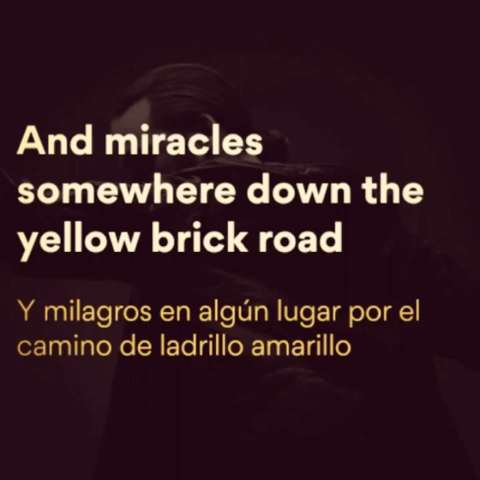 And miracles
somewhere down the
yellow brick road
Y milagros en algún lugar por el
camino de ladrillo amarillo